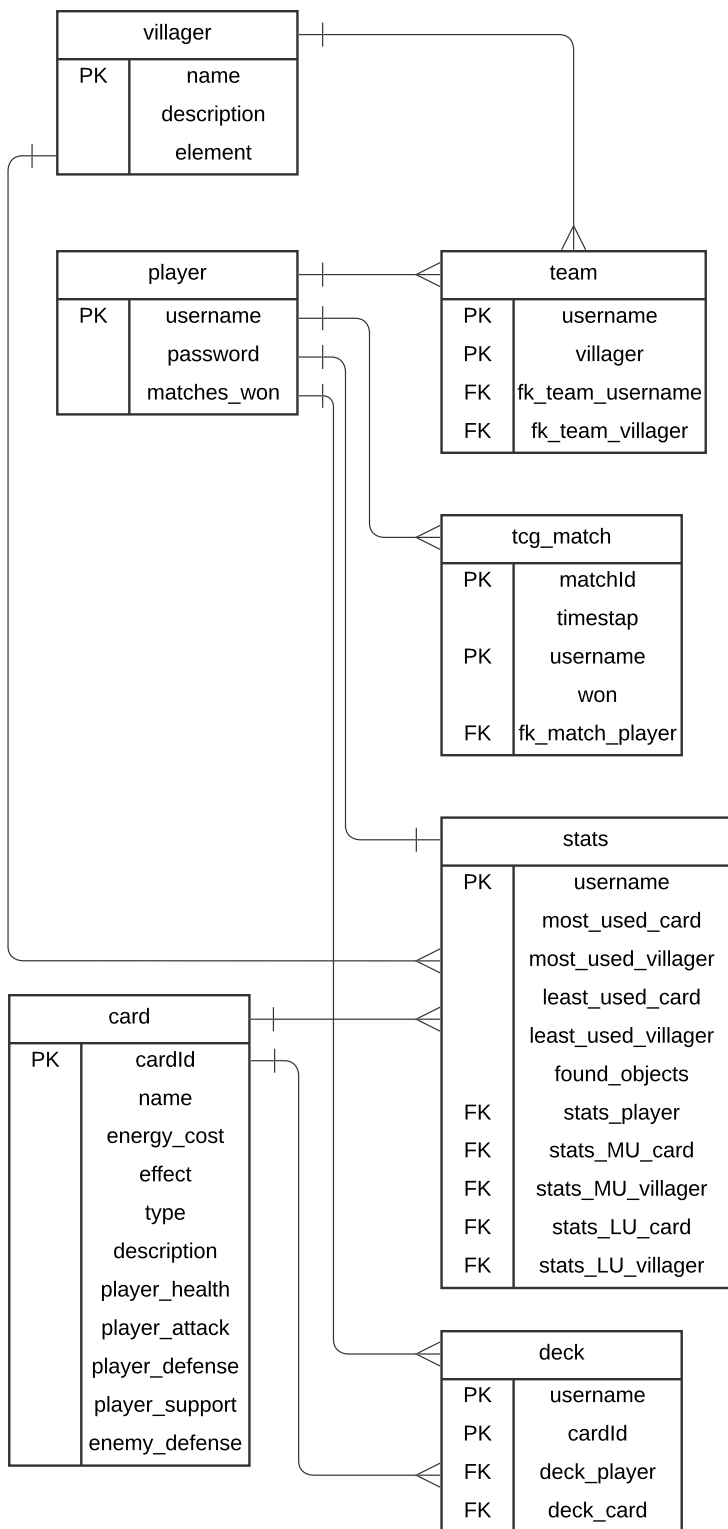 villager
PK name
description
element
player
PK username
password
matches_won
team
PK username
PK villager
FK fk_team_username
FK fk_team_villager
tcg_match
PK matchId
timestap
PK username
won
FK fk_match_player
stats
PK username
most_used_card
most_used_villager
least_used_card
least_used_villager
found_objects
FK stats_player
FK stats_MU_card
FK stats_MU_villager
FK stats_LU_card
FK stats_LU_villager
card
PK cardId
name
energy_cost
effect
type
description
player_health
player_attack
player_defense
player_support
enemy_defense
deck
PK username
PK cardId
FK deck_player
FK deck_card